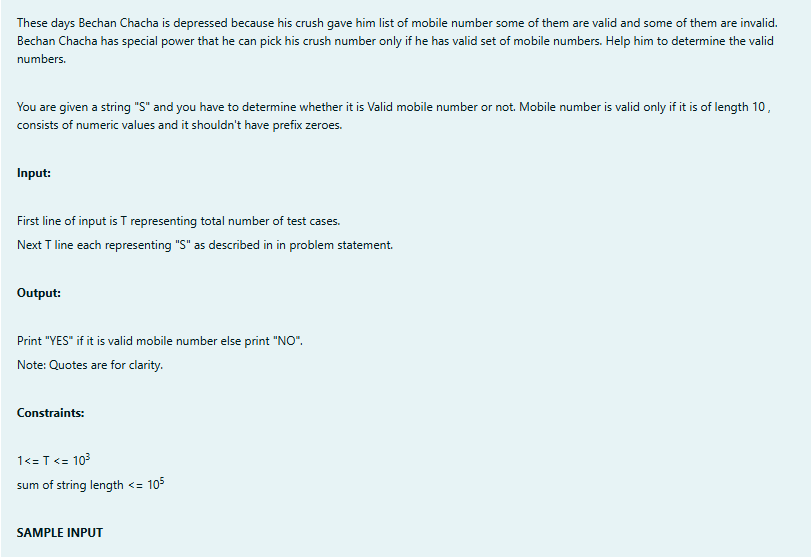 These days Bechan Chacha is depressed because his crush gave him list of mobile number some of them are valid and some of them are invalid.
Bechan Chacha has special power that he can pick his crush number only if he has valid set of mobile numbers. Help him to determine the valid
numbers.
You are given a string "S" and you have to determine whether it is Valid mobile number or not. Mobile number is valid only if it is of length 10 ,
consists of numeric values and it shouldn't have prefix zeroes.
Input:
First line of input is T representing total number of test cases.
Next T line each representing "S" as described in in problem statement.
Output:
Print "YES" if it is valid mobile number else print "NO".
Note: Quotes are for clarity.
Constraints:
1<= T <= 10³
sum of string length <= 10⁵
SAMPLE INPUT